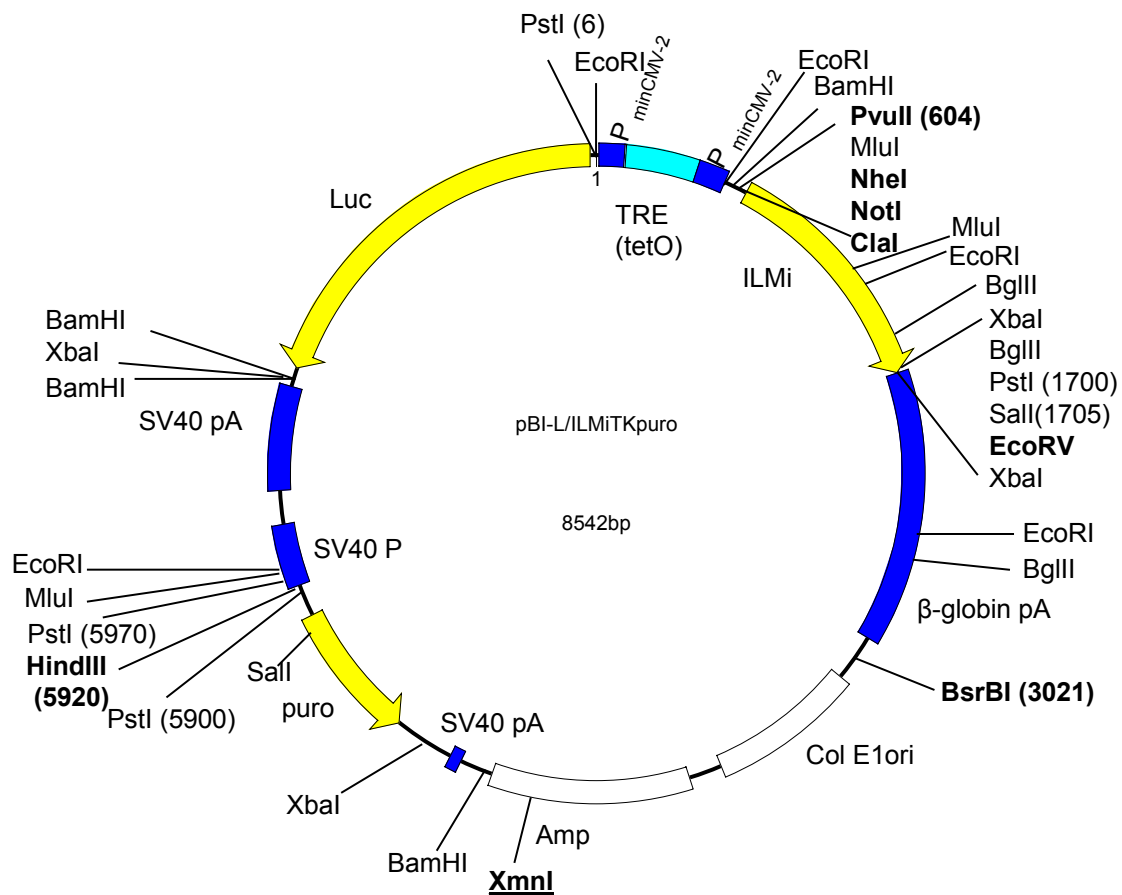 PstI (6)
EcoRI
P minCMV-2
P minCMV-2
EcoRI
BamHI
PvuII (604)
MluI
NheI
NotI
ClaI
1
TRE
(tetO)
Luc
ILMi
MluI
EcoRI
BglII
XbaI
BglII
PstI (1700)
SalI(1705)
EcoRV
XbaI
BamHI
XbaI
BamHI
SV40 pA
pBI-L/ILMiTKpuro
8542bp
EcoRI
BglII
β-globin pA
BsrBI (3021)
SV40 P
EcoRI
MluI
PstI (5970)
HindIII
(5920)
PstI (5900)
SalI
puro
SV40 pA
XbaI
BamHI
XmnI
Amp
Col E1ori